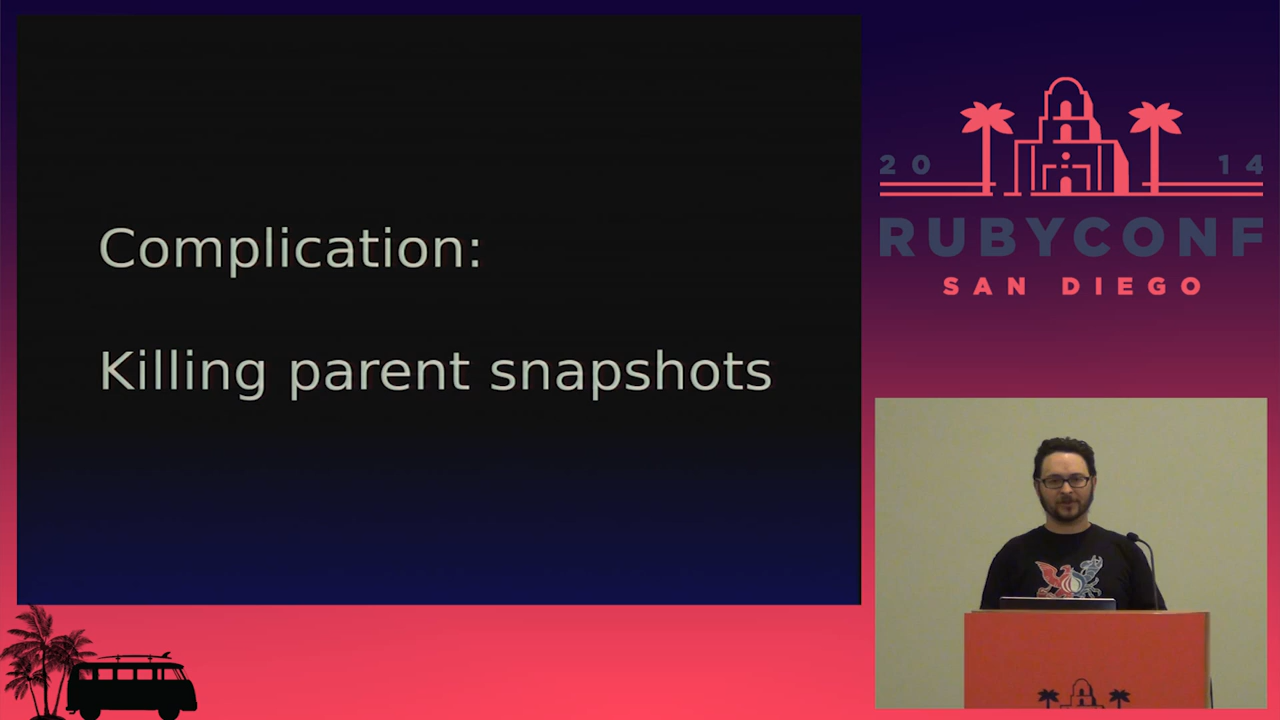 Complication:
Killing parent snapshots
20 14
RUBYCONF
SAN DIEGO